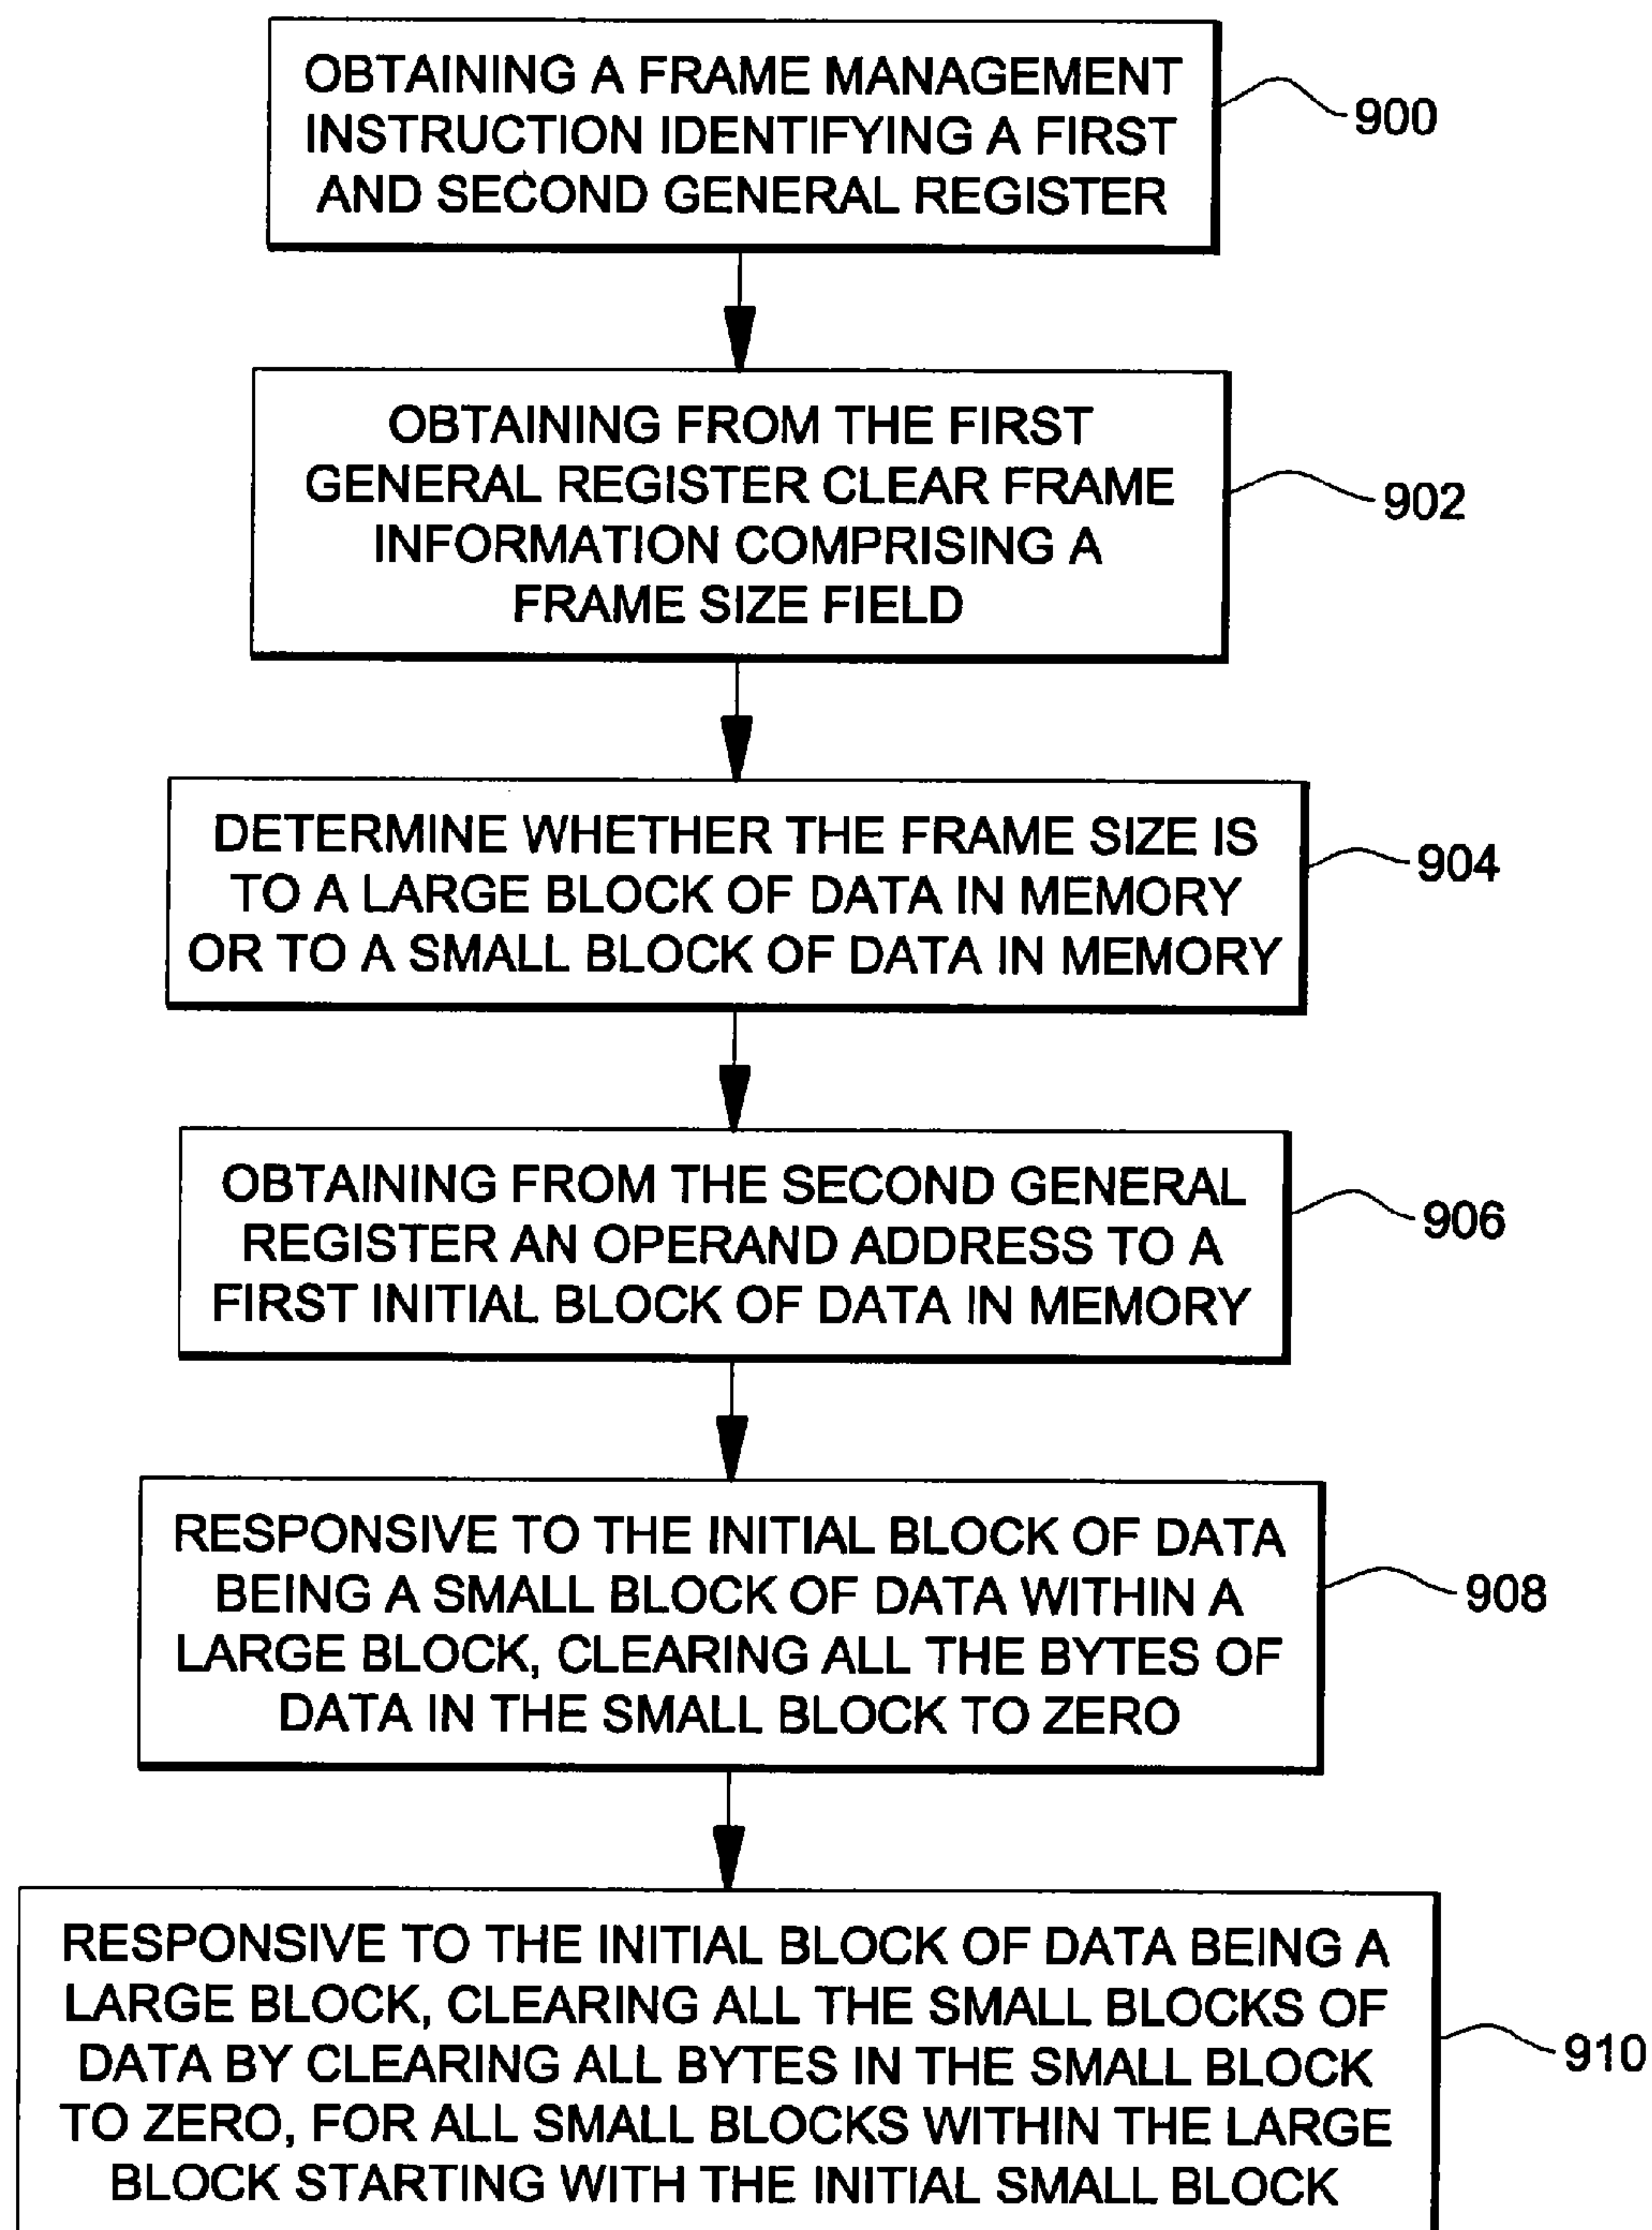 OBTAINING A FRAME MANAGEMENT
INSTRUCTION IDENTIFYING A FIRST
AND SECOND GENERAL REGISTER
900
OBTAINING FROM THE FIRST
GENERAL REGISTER CLEAR FRAME
INFORMATION COMPRISING A
FRAME SIZE FIELD
902
DETERMINE WHETHER THE FRAME SIZE IS
TO A LARGE BLOCK OF DATA IN MEMORY
OR TO A SMALL BLOCK OF DATA IN MEMORY
904
OBTAINING FROM THE SECOND GENERAL
REGISTER AN OPERAND ADDRESS TO A
FIRST INITIAL BLOCK OF DATA IN MEMORY
906
RESPONSIVE TO THE INITIAL BLOCK OF DATA
BEING A SMALL BLOCK OF DATA WITHIN A
LARGE BLOCK, CLEARING ALL THE BYTES OF
DATA IN THE SMALL BLOCK TO ZERO
908
RESPONSIVE TO THE INITIAL BLOCK OF DATA BEING A
LARGE BLOCK, CLEARING ALL THE SMALL BLOCKS OF
DATA BY CLEARING ALL BYTES IN THE SMALL BLOCK
TO ZERO, FOR ALL SMALL BLOCKS WITHIN THE LARGE
BLOCK STARTING WITH THE INITIAL SMALL BLOCK
910